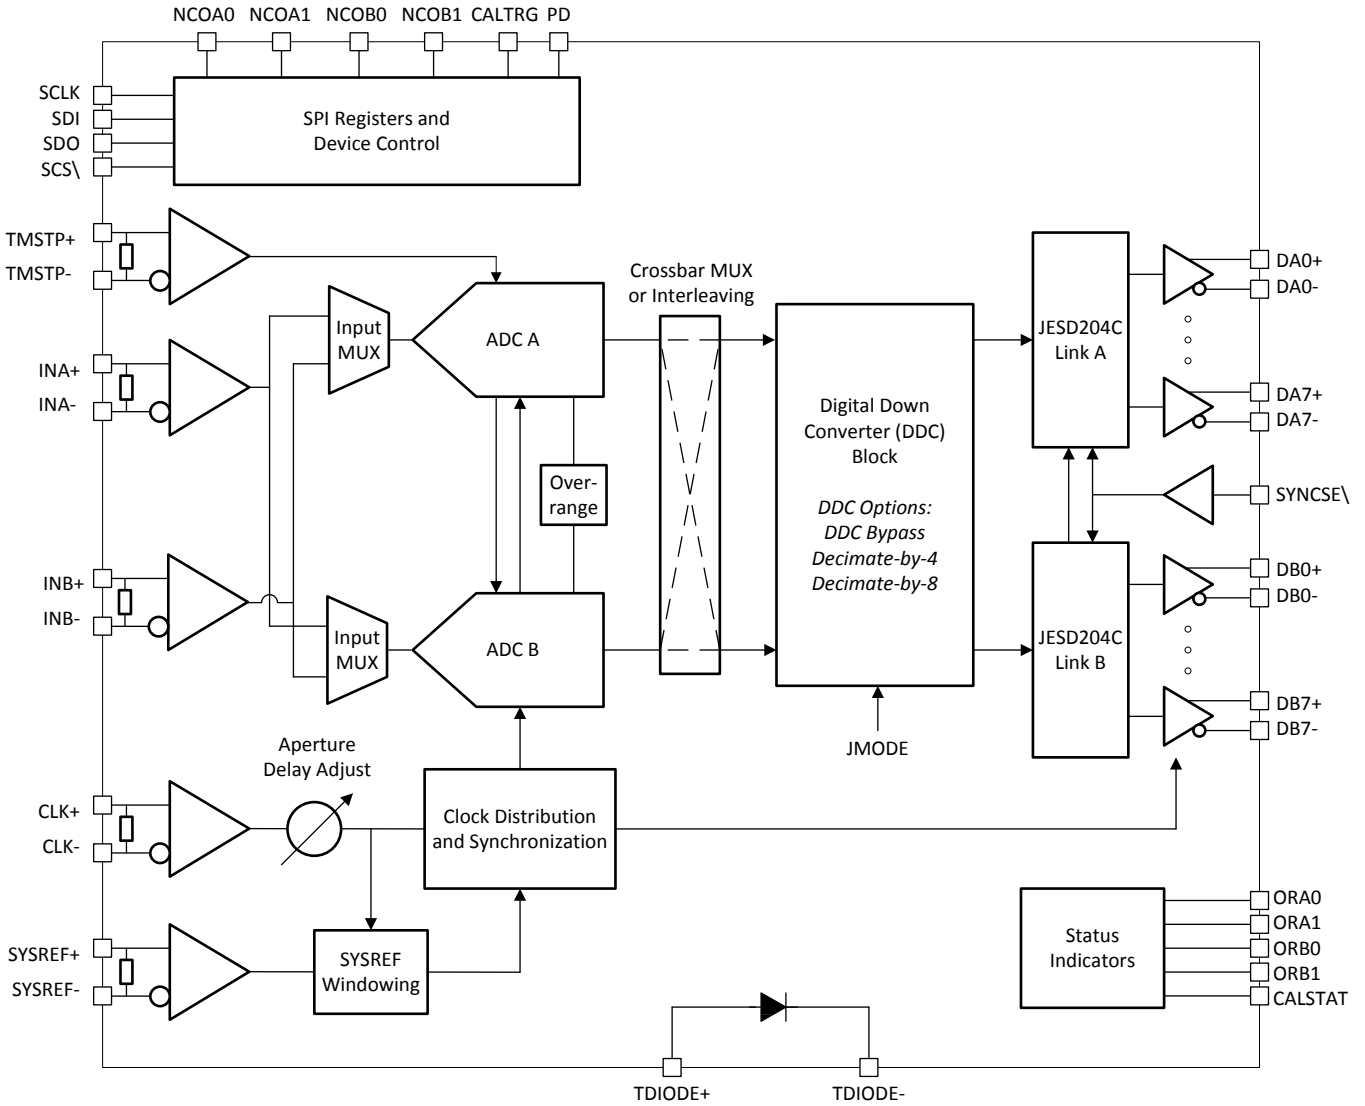 NCOA0 NCOA1 NCOB0 NCOB1 CALTRG PD
SCLK
SDI
SDO
SCS\
SPI Registers and
Device Control
TMSTP+
TMSTP-
INA+
INA-
INB+
INB-
CLK+
CLK-
SYSREF+
SYSREF-
Input
MUX
ADC A
Input
MUX
ADC B
Over-
range
Crossbar MUX
or Interleaving
Digital Down
Converter (DDC)
Block
DDC Options:
DDC Bypass
Decimate-by-4
Decimate-by-8
JMODE
JESD204C
Link A
JESD204C
Link B
DA0+
DA0-
DA7+
DA7-
SYNCSE\
DB0+
DB0-
DB7+
DB7-
Aperture
Delay Adjust
Clock Distribution
and Synchronization
SYSREF
Windowing
Status
Indicators
ORA0
ORA1
ORB0
ORB1
CALSTAT
TDIODE+
TDIODE-